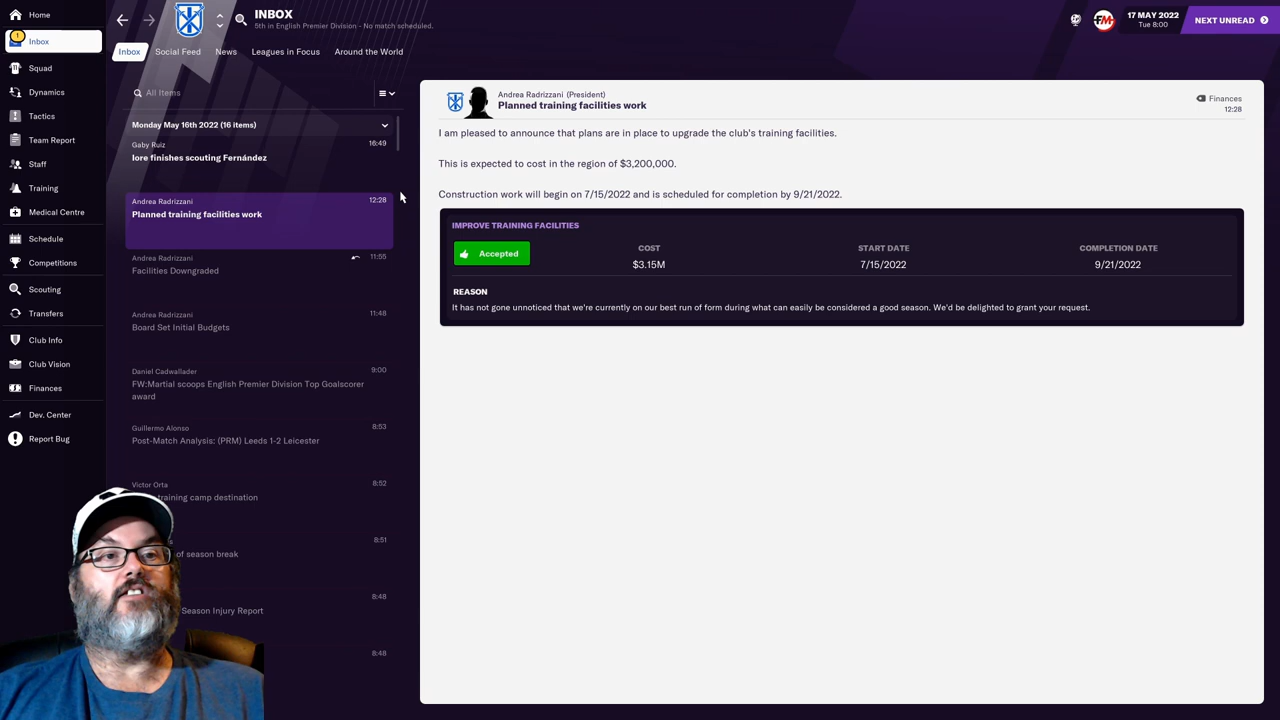 Home
INBOX
5th in English Premier Division - No match scheduled.
17 MAY 2022
Tue 8:00
NEXT UNREAD
1
Inbox
Squad
Dynamics
Tactics
Team Report
Staff
Training
Medical Centre
Schedule
Competitions
Scouting
Transfers
Club Info
Club Vision
Finances
Dev. Center
Report Bug
Inbox
Social Feed
News
Leagues in Focus
Around the World
All Items
Monday May 16th 2022 (16 items)
Gaby Ruiz
16:49
Iore finishes scouting Fernández
Andrea Radrizzani
12:28
Planned training facilities work
Andrea Radrizzani
11:55
Facilities Downgraded
Andrea Radrizzani
11:48
Board Set Initial Budgets
Daniel Cadwallader
9:00
FW:Martial scoops English Premier Division Top Goalscorer
award
Guillermo Alonso
8:53
Post-Match Analysis: (PRM) Leeds 1-2 Leicester
Victor Orta
8:52
training camp destination
8:51
of season break
8:48
Season Injury Report
8:48
Andrea Radrizzani (President)
Planned training facilities work
Finances
12:28
I am pleased to announce that plans are in place to upgrade the club's training facilities.
This is expected to cost in the region of $3,200,000.
Construction work will begin on 7/15/2022 and is scheduled for completion by 9/21/2022.
IMPROVE TRAINING FACILITIES
Accepted
COST
$3.15M
START DATE
7/15/2022
COMPLETION DATE
9/21/2022
REASON
It has not gone unnoticed that we're currently on our best run of form during what can easily be considered a good season. We'd be delighted to grant your request.
FM